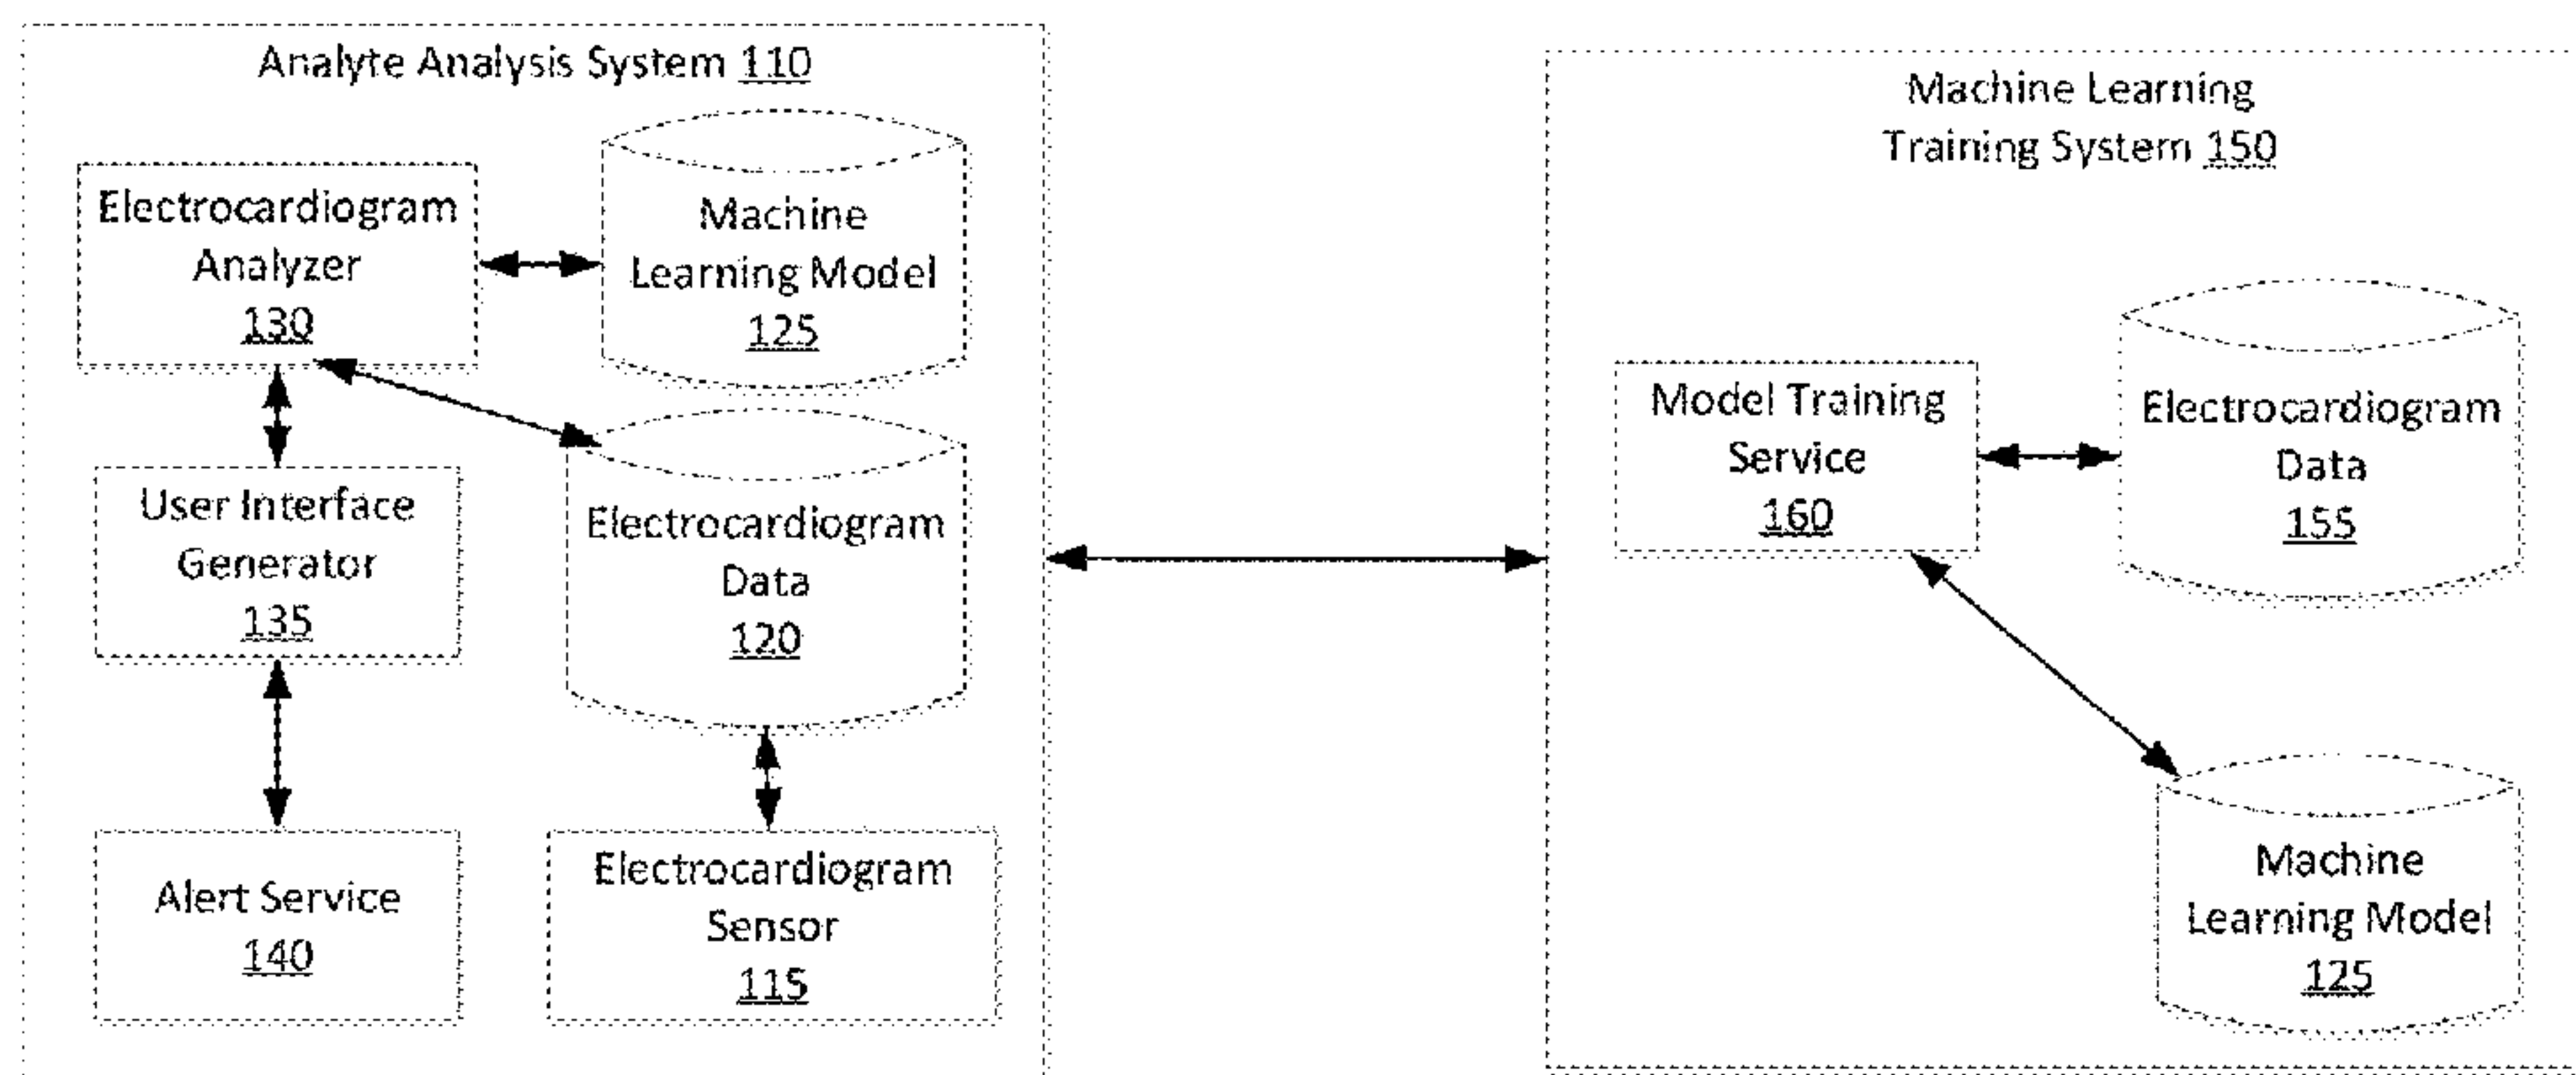 Analyte Analysis System 110
Electrocardiogram
Analyzer
130
Machine
Learning Model
125
User Interface
Generator
135
Electrocardiogram
Data
120
Alert Service
140
Electrocardiogram
Sensor
115
Machine Learning
Training System 150
Model Training
Service
160
Electrocardiogram
Data
155
Machine
Learning Model
125